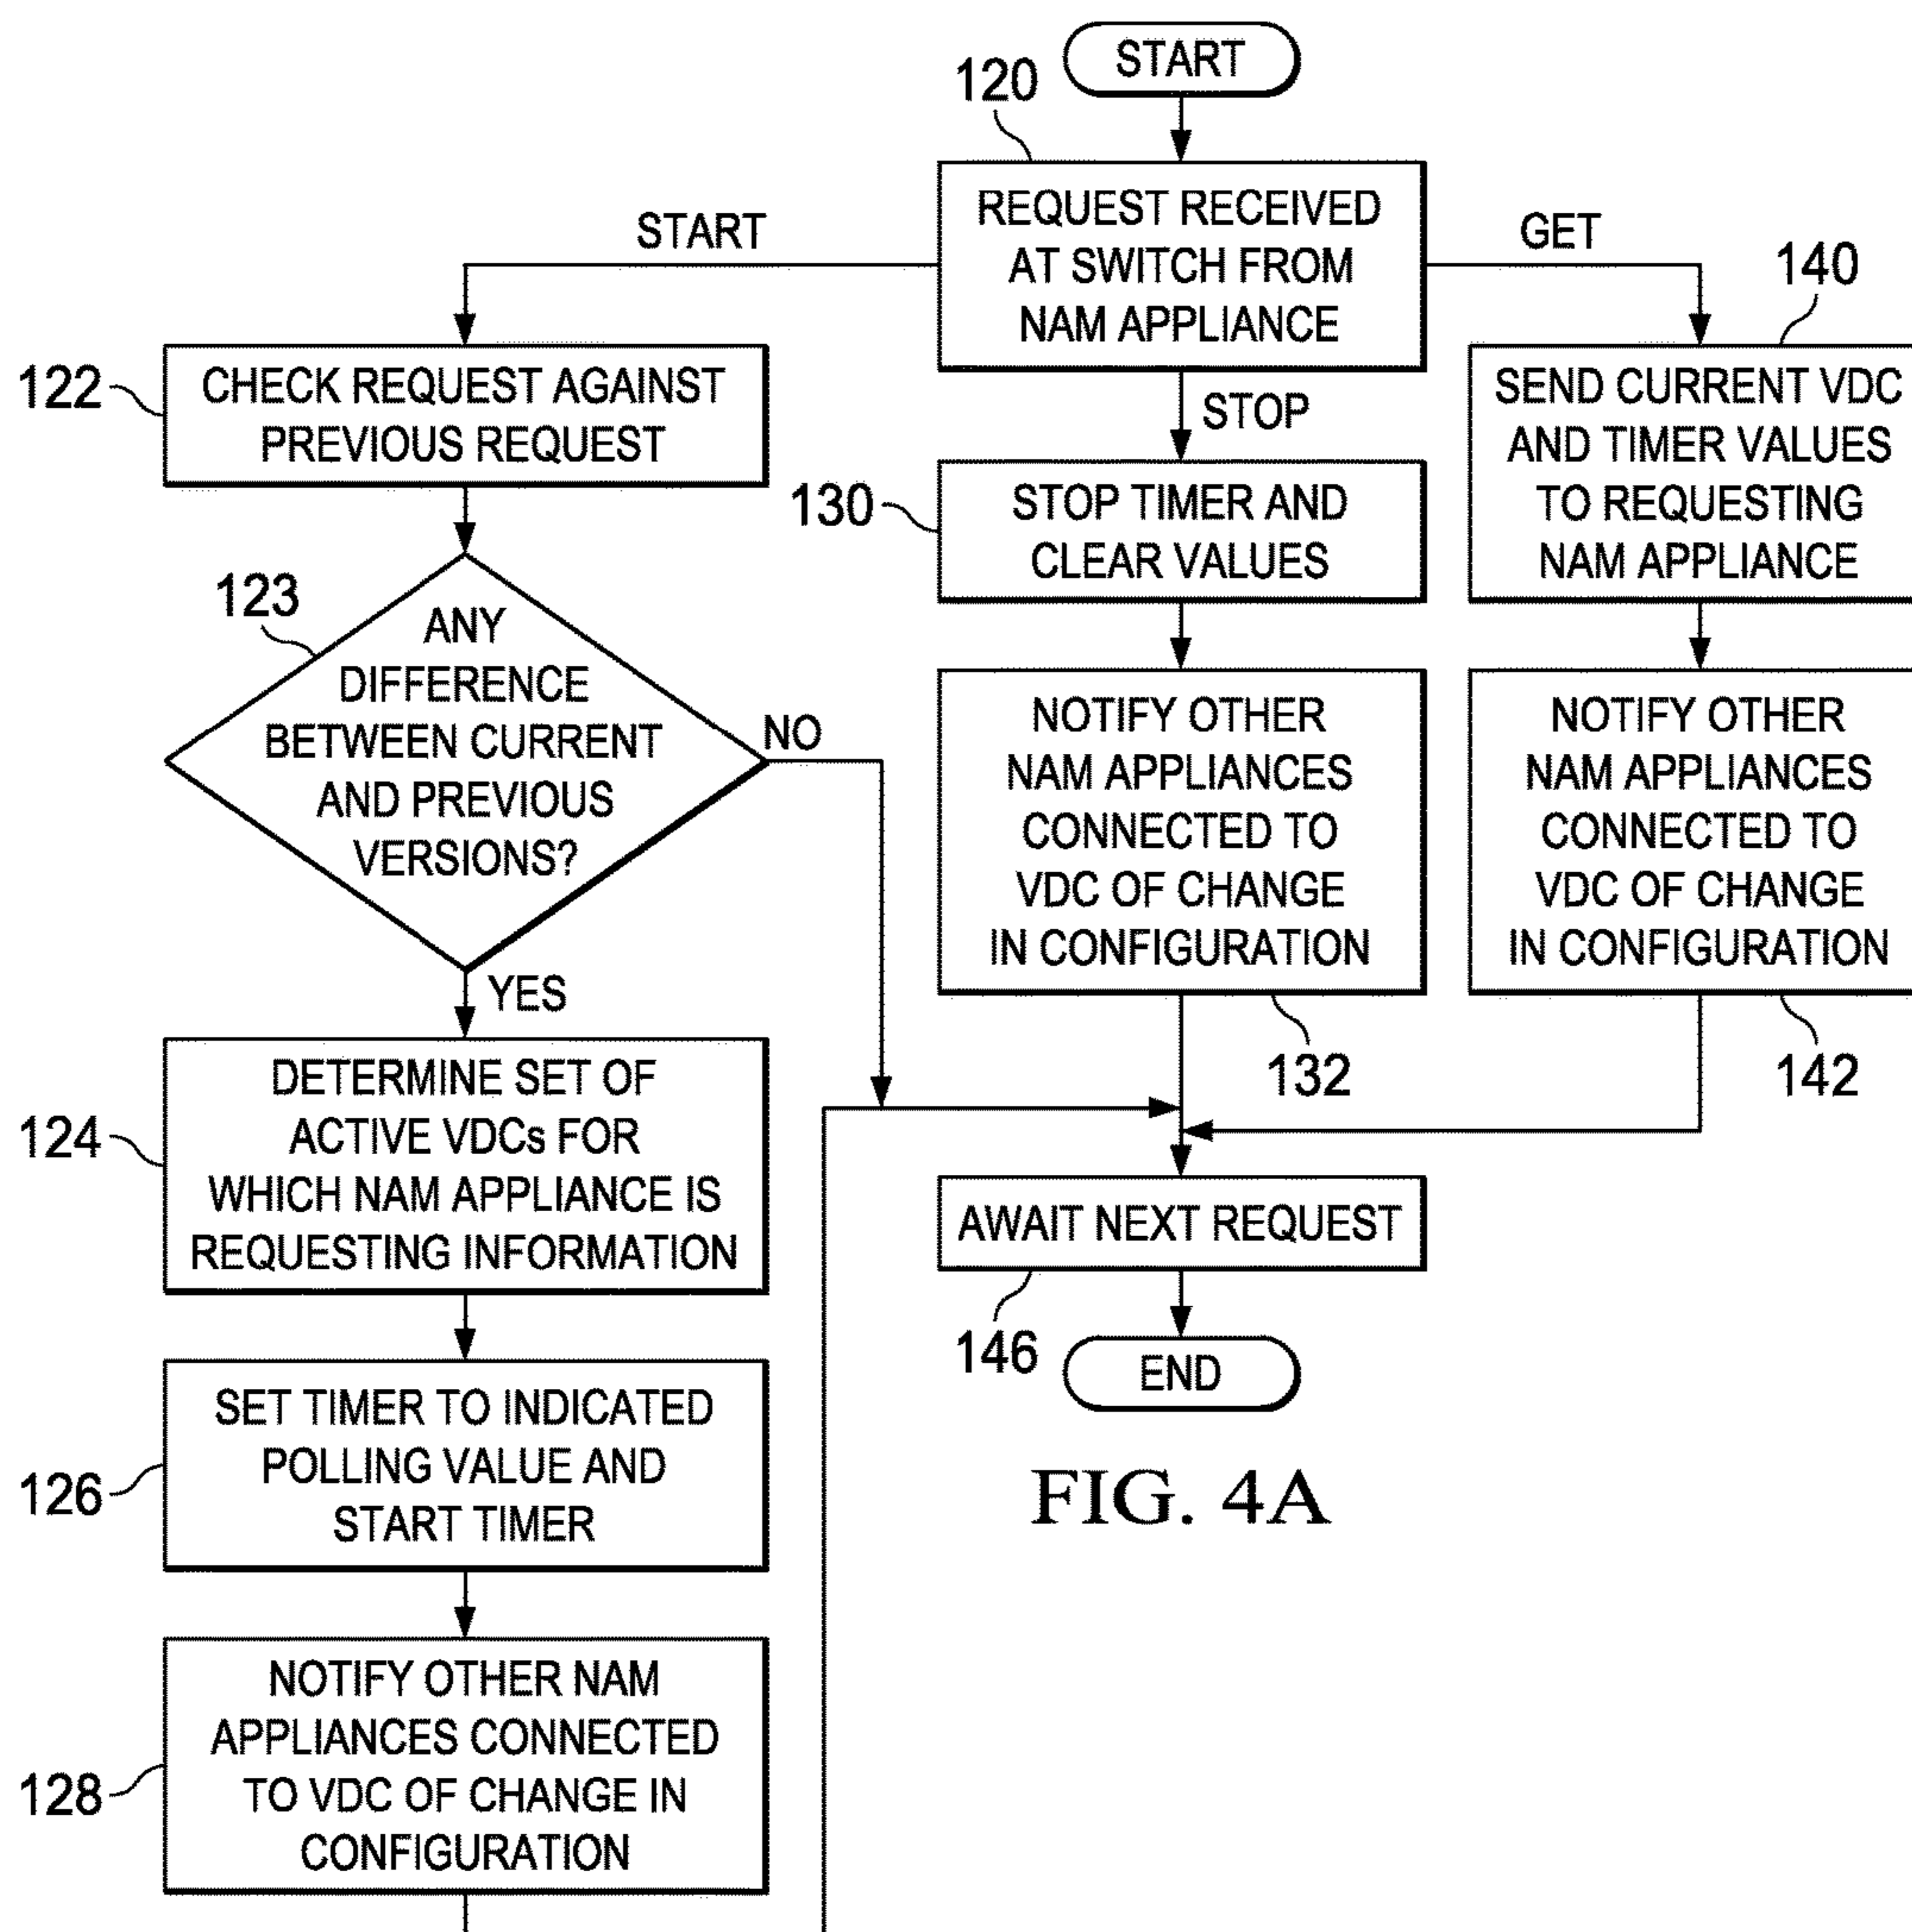 START
120
REQUEST RECEIVED
AT SWITCH FROM
NAM APPLIANCE
START
GET
STOP
122
CHECK REQUEST AGAINST
PREVIOUS REQUEST
123
ANY
DIFFERENCE
BETWEEN CURRENT
AND PREVIOUS
VERSIONS?
NO
YES
124
DETERMINE SET OF
ACTIVE VDCs FOR
WHICH NAM APPLIANCE IS
REQUESTING INFORMATION
126
SET TIMER TO INDICATED
POLLING VALUE AND
START TIMER
128
NOTIFY OTHER NAM
APPLIANCES CONNECTED
TO VDC OF CHANGE IN
CONFIGURATION
130
STOP TIMER AND
CLEAR VALUES
NOTIFY OTHER
NAM APPLIANCES
CONNECTED TO
VDC OF CHANGE
IN CONFIGURATION
132
140
SEND CURRENT VDC
AND TIMER VALUES
TO REQUESTING
NAM APPLIANCE
NOTIFY OTHER
NAM APPLIANCES
CONNECTED TO
VDC OF CHANGE
IN CONFIGURATION
142
AWAIT NEXT REQUEST
146
END
FIG. 4A